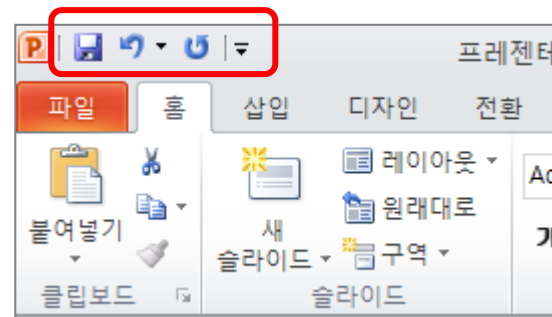 프레젠테
파일 홈 삽입 디자인 전환
붙여넣기
새
슬라이드
레이아웃
원래대로
구역
클립보드
슬라이드